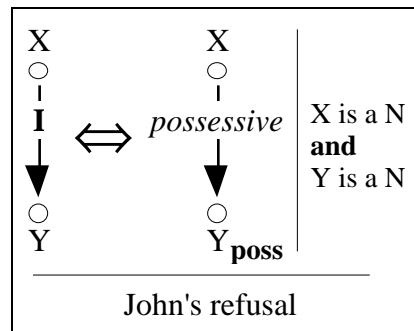 X X
I possessive
Y Y poss
X is a N
and
Y is a N
John's refusal